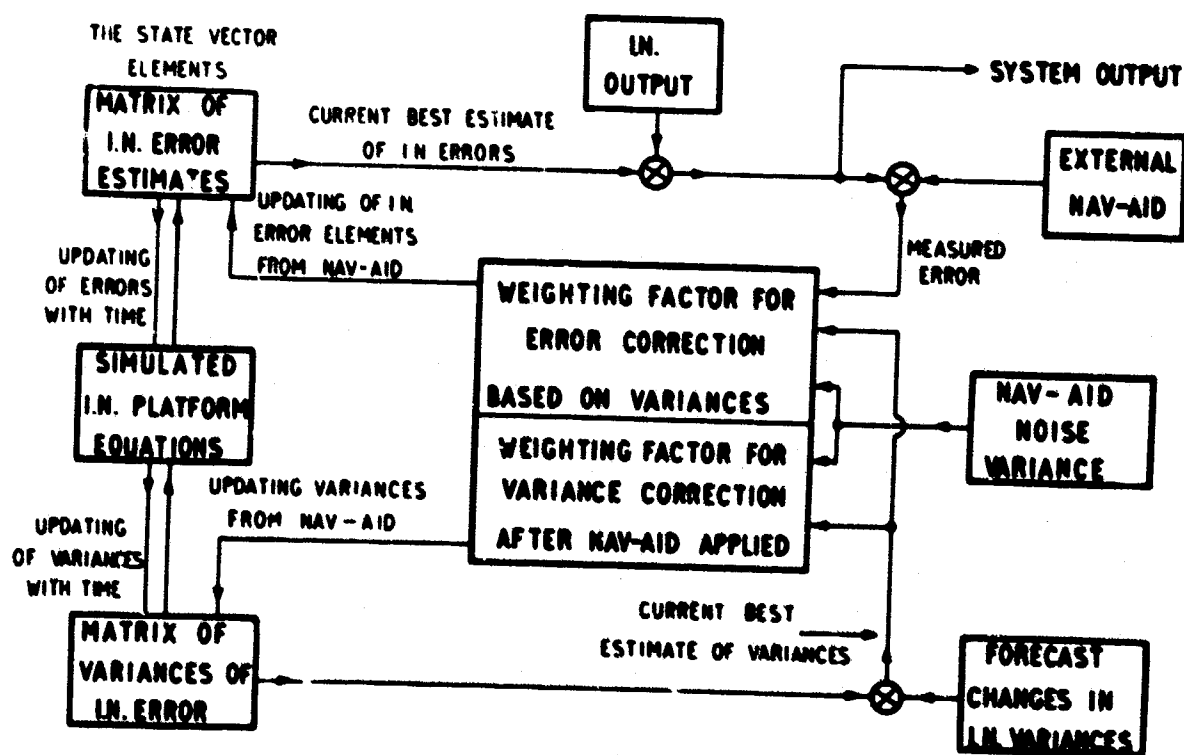 THE STATE VECTOR
ELEMENTS
MATRIX OF
I.N. ERROR
ESTIMATES
CURRENT BEST ESTIMATE
OF IN ERRORS
I.N.
OUTPUT
SYSTEM OUTPUT
EXTERNAL
NAV-AID
UPDATING OF IN
ERROR ELEMENTS
FROM NAV-AID
MEASURED
ERROR
UPDATING
OF ERRORS
WITH TIME
WEIGHTING FACTOR FOR
ERROR CORRECTION
BASED ON VARIANCES
SIMULATED
I.N. PLATFORM
EQUATIONS
NAV-AID
NOISE
VARIANCE
WEIGHTING FACTOR FOR
VARIANCE CORRECTION
AFTER NAV-AID APPLIED
UPDATING VARIANCES
FROM NAV-AID
UPDATING
OF VARIANCES
WITH TIME
CURRENT BEST
ESTIMATE OF VARIANCES
MATRIX OF
VARIANCES OF
I.N. ERROR
FORECAST
CHANGES IN
I.N. VARIANCES